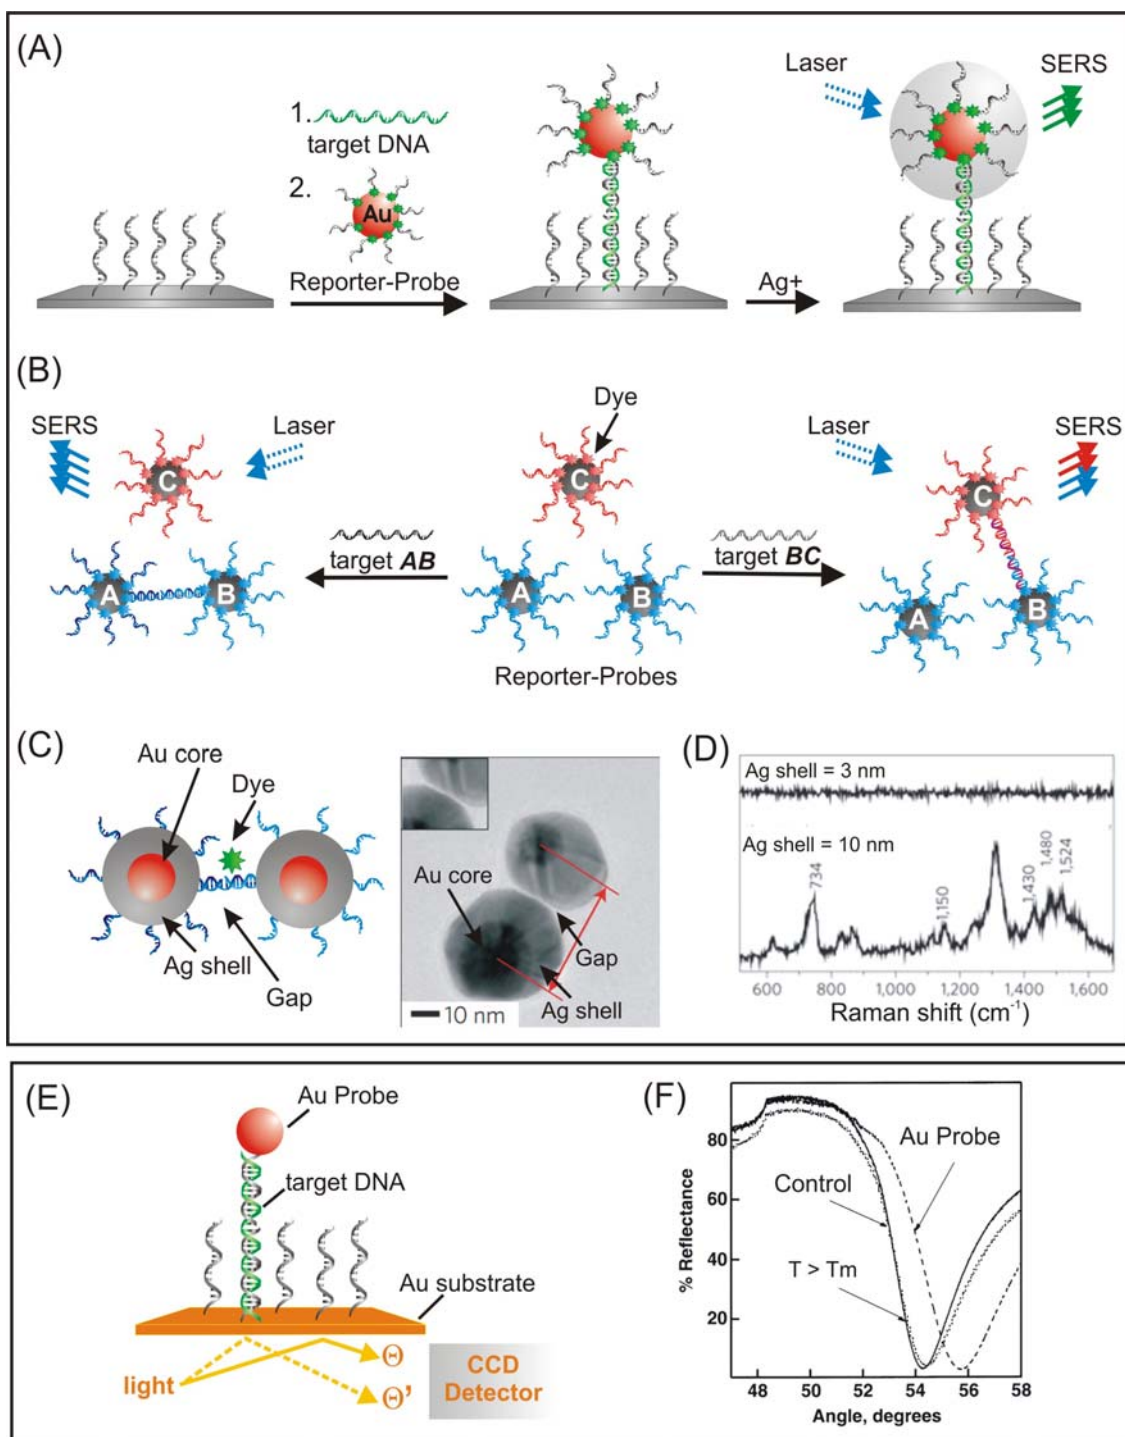 (A)
1.
target DNA
2.
Au
Reporter-Probe
Ag+
Laser
SERS
(B)
SERS
Laser
C
A
B
target AB
Dye
C
A
B
Reporter-Probes
target BC
Laser
SERS
C
A
B
(C)
Au core
Dye
Ag shell
Gap
Au core
Gap
Ag shell
10 nm
(D)
Ag shell = 3 nm
Ag shell = 10 nm
734
1,150
1,430
1,480
1,524
600 800 1,000 1,200 1,400 1,600
Raman shift (cm-1)
(E)
Au Probe
target DNA
Au substrate
light
Θ
Θ'
CCD
Detector
(F)
Au Probe
Control
T > Tm
% Reflectance
80
60
40
20
48 50 52 54 56 58
Angle, degrees